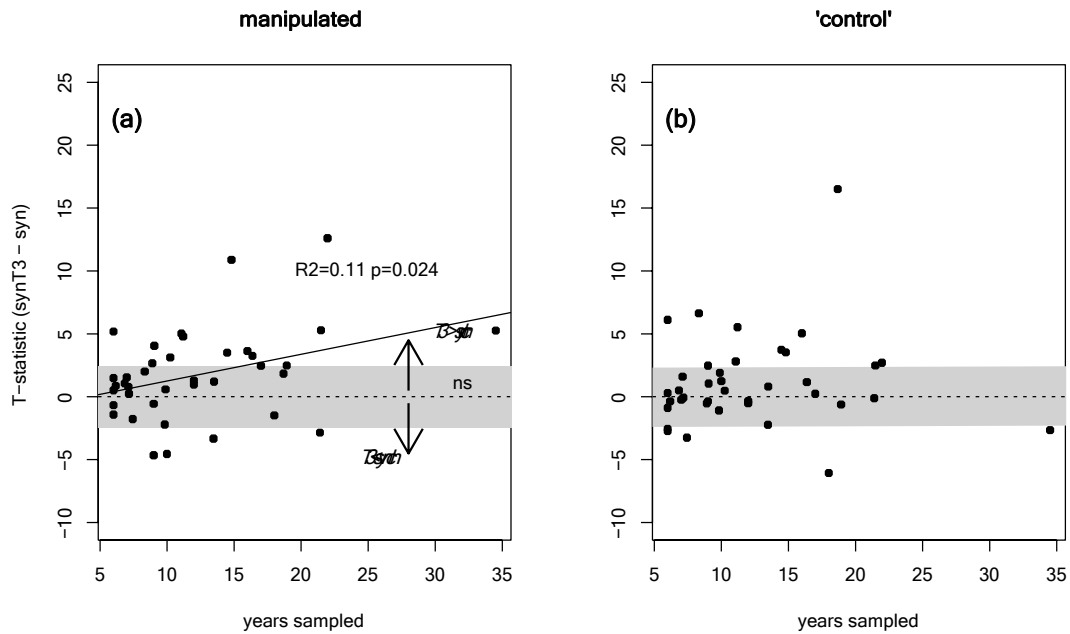 manipulated
'control'
T−statistic (synT3 − syn)
25
20
15
10
5
0
−5
−10
(a)
R2=0.11 p=0.024
ns
5 10 15 20 25 30 35
years sampled
25
20
15
10
5
0
−5
−10
(b)
5 10 15 20 25 30 35
years sampled